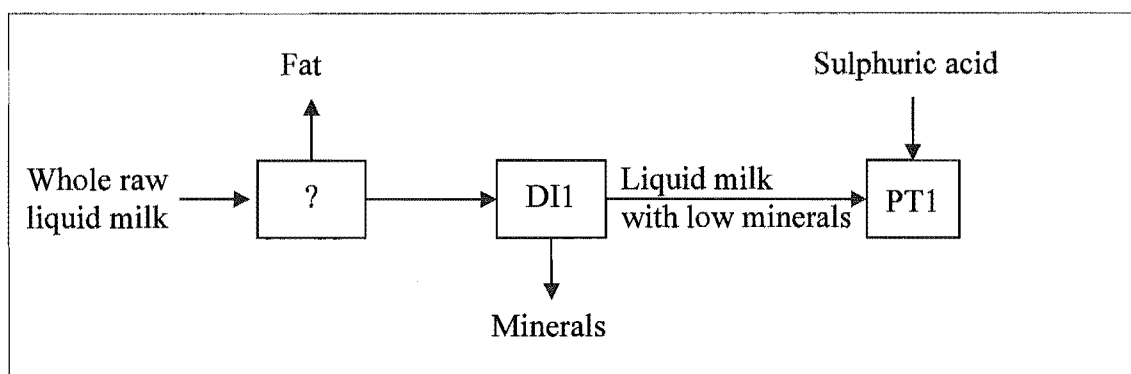 Fat
Sulphuric acid
Whole raw
liquid milk
?
DI1
Liquid milk
with low minerals
PT1
Minerals